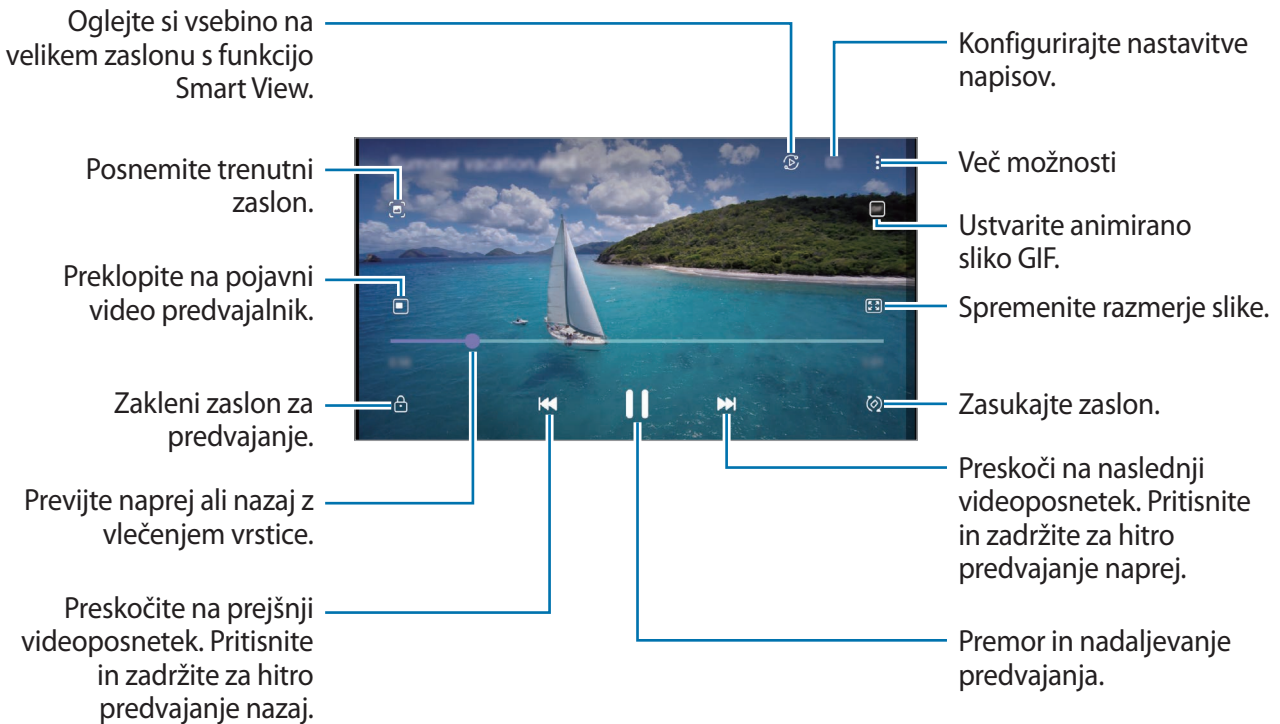 Oglejte si vsebino na
velikem zaslonu s funkcijo
Smart View.
Posnemite trenutni
zaslon.
Preklopite na pojavni
video predvajalnik.
Zakleni zaslon za
predvajanje.
Previjte naprej ali nazaj z
vlečenjem vrstice.
Preskočite na prejšnji
videoposnetek. Pritisnite
in zadržite za hitro
predvajanje nazaj.
Konfigurirajte nastavitve
napisov.
Več možnosti
Ustvarite animirano
sliko GIF.
Spremenite razmerje slike.
Zasukajte zaslon.
Preskoči na naslednji
videoposnetek. Pritisnite
in zadržite za hitro
predvajanje naprej.
Premor in nadaljevanje
predvajanja.